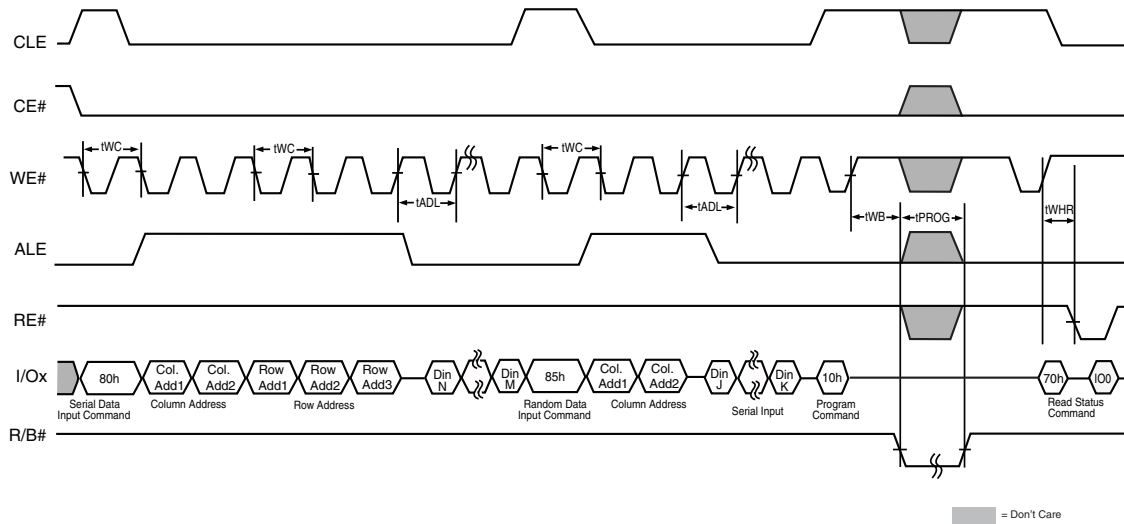 CLE
CE#
tWC
tWC
tWC
WE#
tADL
tADL
tWB
tPROG
tWHR
ALE
RE#
I/Ox
80h
Col. Add1
Col. Add2
Row Add1
Row Add2
Row Add3
Din N
Din M
85h
Col. Add1
Col. Add2
Din J
Din K
10h
70h
I00
Serial Data
Input Command
Column Address
Row Address
Random Data
Input Command
Column Address
Serial Input
Program
Command
Read Status
Command
R/B#
= Don't Care